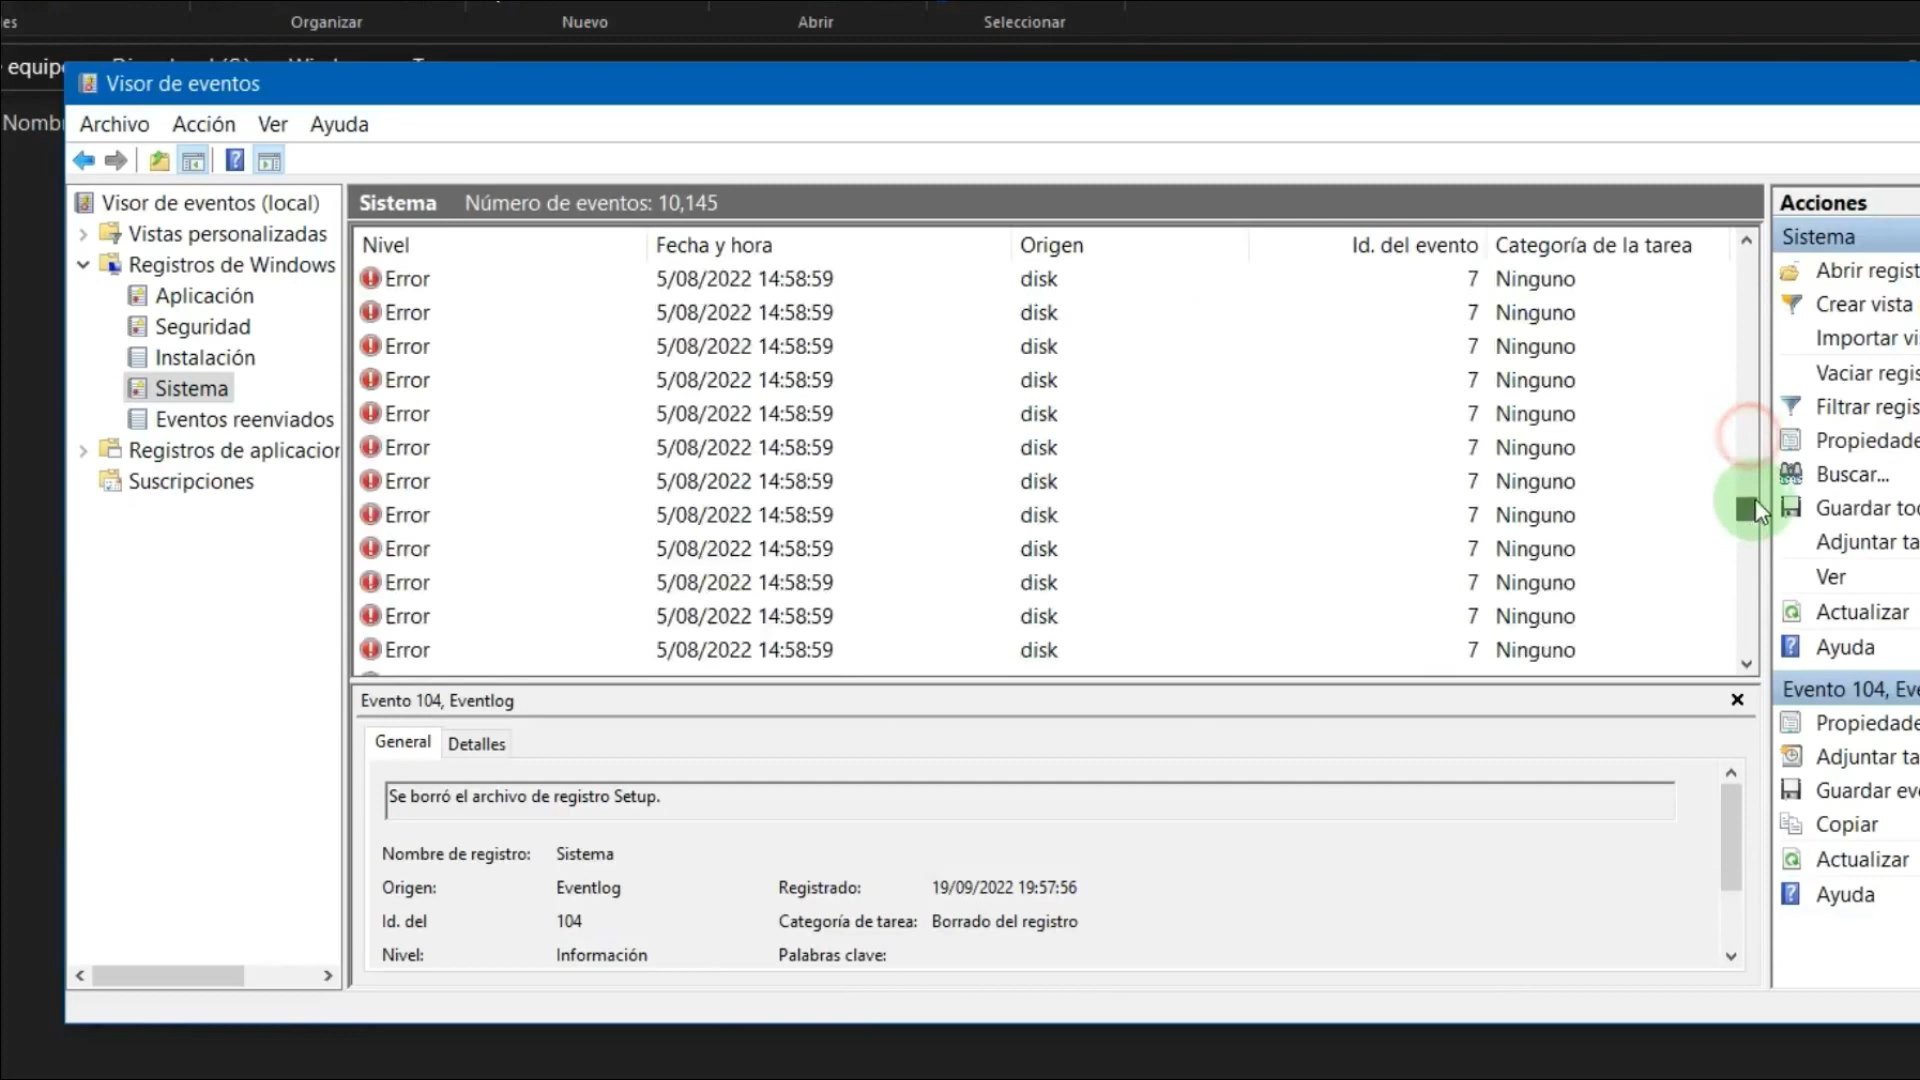 es
Organizar
Nuevo
Abrir
Seleccionar
equipo
Nombr
Visor de eventos
Archivo Acción Ver Ayuda
Visor de eventos (local)
Vistas personalizadas
Registros de Windows
Aplicación
Seguridad
Instalación
Sistema
Eventos reenviados
Registros de aplicacior
Suscripciones
Sistema Número de eventos: 10,145
Nivel Fecha y hora Origen Id. del evento Categoría de la tarea
Error 5/08/2022 14:58:59 disk 7 Ninguno
Error 5/08/2022 14:58:59 disk 7 Ninguno
Error 5/08/2022 14:58:59 disk 7 Ninguno
Error 5/08/2022 14:58:59 disk 7 Ninguno
Error 5/08/2022 14:58:59 disk 7 Ninguno
Error 5/08/2022 14:58:59 disk 7 Ninguno
Error 5/08/2022 14:58:59 disk 7 Ninguno
Error 5/08/2022 14:58:59 disk 7 Ninguno
Error 5/08/2022 14:58:59 disk 7 Ninguno
Error 5/08/2022 14:58:59 disk 7 Ninguno
Error 5/08/2022 14:58:59 disk 7 Ninguno
Error 5/08/2022 14:58:59 disk 7 Ninguno
Evento 104, Eventlog
General Detalles
Se borró el archivo de registro Setup.
Nombre de registro: Sistema
Origen: Eventlog Registrado: 19/09/2022 19:57:56
Id. del 104 Categoría de tarea: Borrado del registro
Nivel: Información Palabras clave:
Acciones
Sistema
Abrir regist
Crear vista
Importar vis
Vaciar regis
Filtrar regis
Propiedade
Buscar...
Guardar too
Adjuntar ta
Ver
Actualizar
Ayuda
Evento 104, Eve
Propiedade
Adjuntar ta
Guardar eve
Copiar
Actualizar
Ayuda